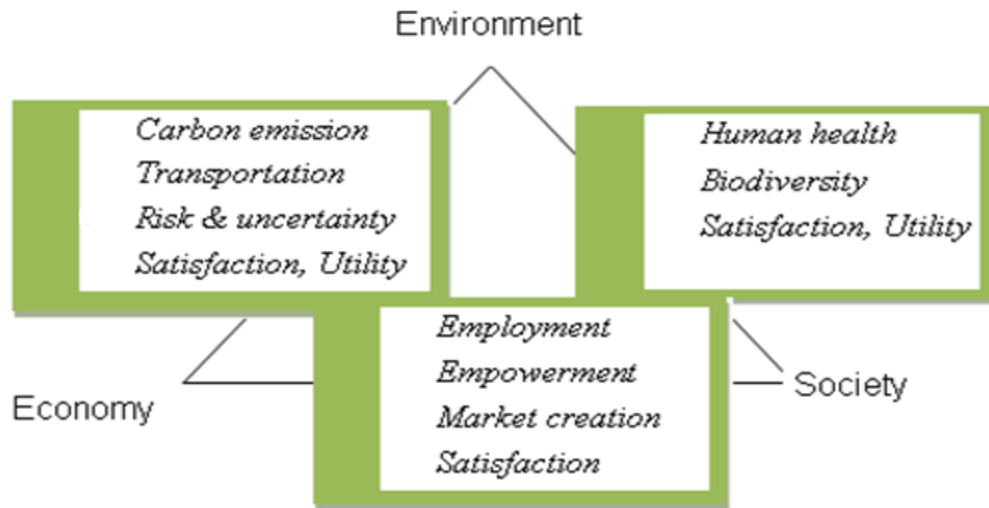 Environment
Carbon emission
Transportation
Risk & uncertainty
Satisfaction, Utility
Human health
Biodiversity
Satisfaction, Utility
Employment
Empowerment
Market creation
Satisfaction
Economy
Society